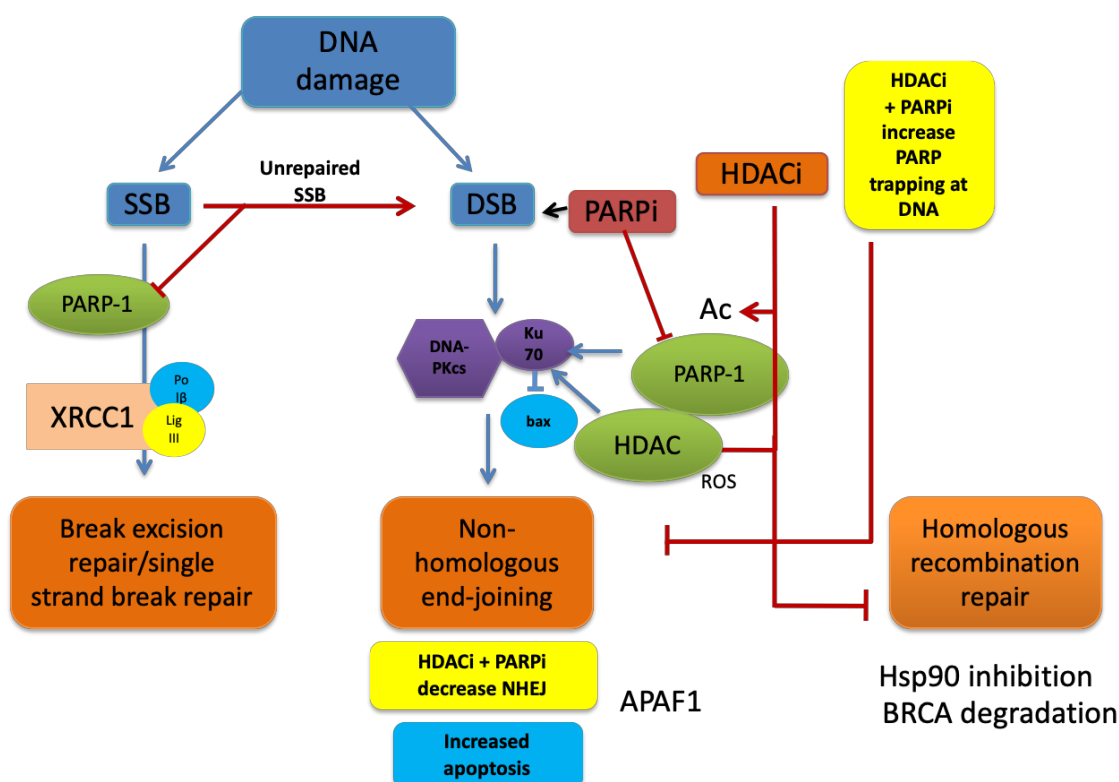 DNA
damage
HDACi
+ PARPi
increase
PARP
trapping at
DNA
Unrepaired
SSB
HDACi
SSB
DSB
PARPi
PARP-1
Ac
DNA-
PKcs
Ku
70
PARP-1
Po
lβ
XRCC1
Lig
III
bax
HDAC
ROS
Break excision
repair/single
strand break repair
Non-
homologous
end-joining
Homologous
recombination
repair
HDACi + PARPi
decrease NHEJ
APAF1
Hsp90 inhibition
BRCA degradation
Increased
apoptosis